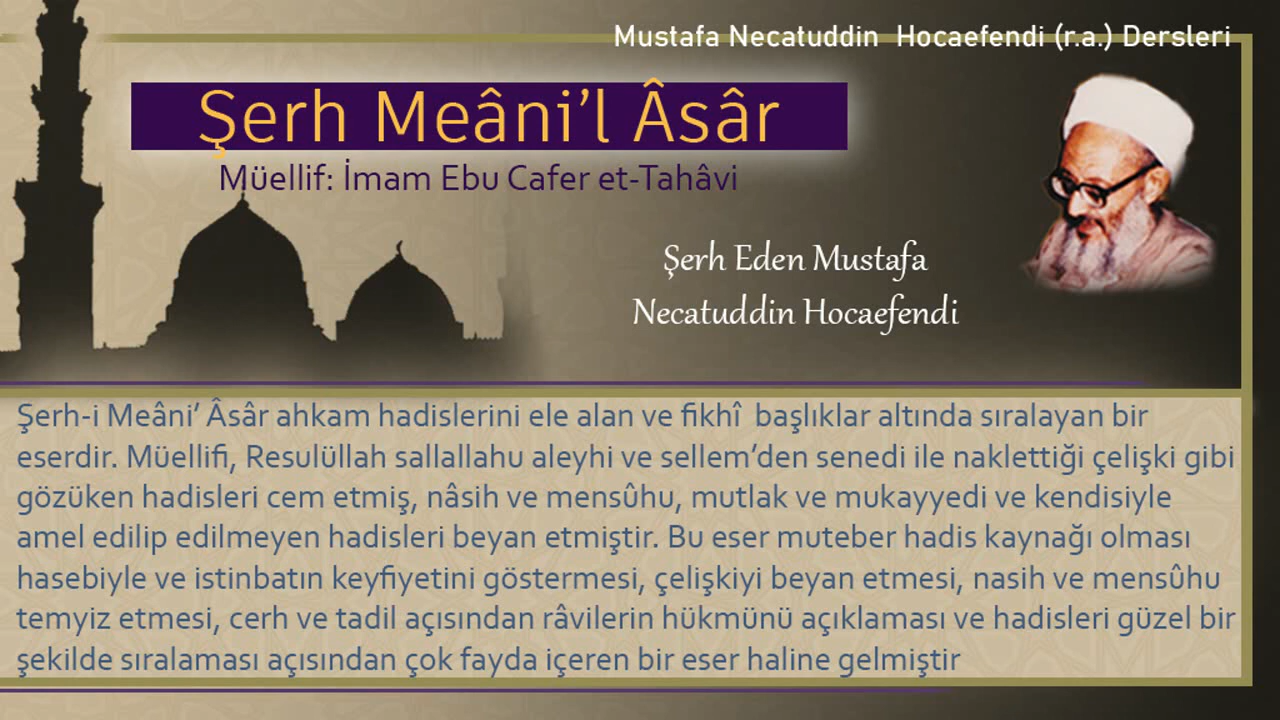 Mustafa Necatuddin Hocaefendi (r.a.) Dersleri
Şerh Meâni’l Âsâr
Müellif: İmam Ebu Cafer et-Tahâvi
Şerh Eden Mustafa
Necatuddin Hocaefendi
Şerh-i Meâni’ Âsâr ahkam hadislerini ele alan ve fikhî başlıklar altında sıralayan bir
eserdir. Müellifi, Resulüllah sallallahu aleyhi ve sellem’den senedi ile naklettiği çelişki gibi
gözüken hadisleri cem etmiş, nâsih ve mensûhu, mutlak ve mukayyedi ve kendisiyle
amel edilip edilmeyen hadisleri beyan etmiştir. Bu eser muteber hadis kaynağı olması
hasebiyle ve istinbatın keyfiyetini göstermesi, çelişkiyi beyan etmesi, nasih ve mensûhu
temyiz etmesi, cerh ve tadil açısından râvilerin hükmünü açıklaması ve hadisleri güzel bir
şekilde sıralaması açısından çok fayda içeren bir eser haline gelmiştir